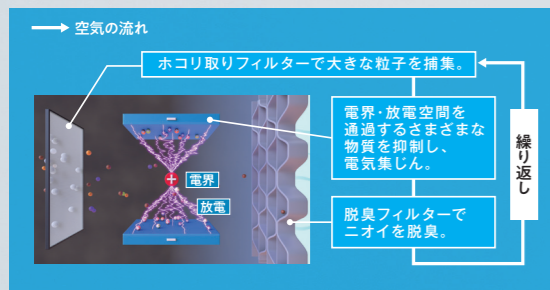 空気の流れ
ホコリ取りフィルターで大きな粒子を捕集。
電界・放電空間を
通過するさまざまな
物質を抑制し、
電気集じん。
繰り返し
電界
放電
脱臭フィルターで
ニオイを脱臭。